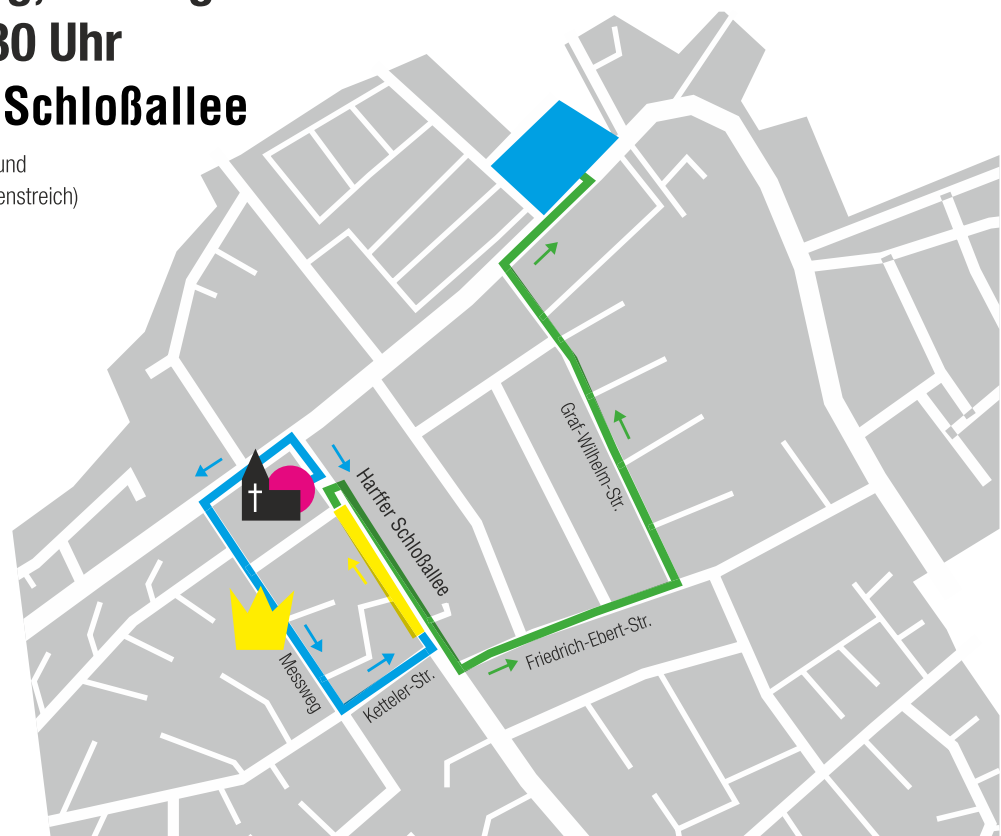 30 Uhr
Schloßallee
und
enstreich)
Graf-Wilhelm-Str.
Harffer Schloßallee
Friedrich-Ebert-Str.
Messweg
Ketteler-Str.